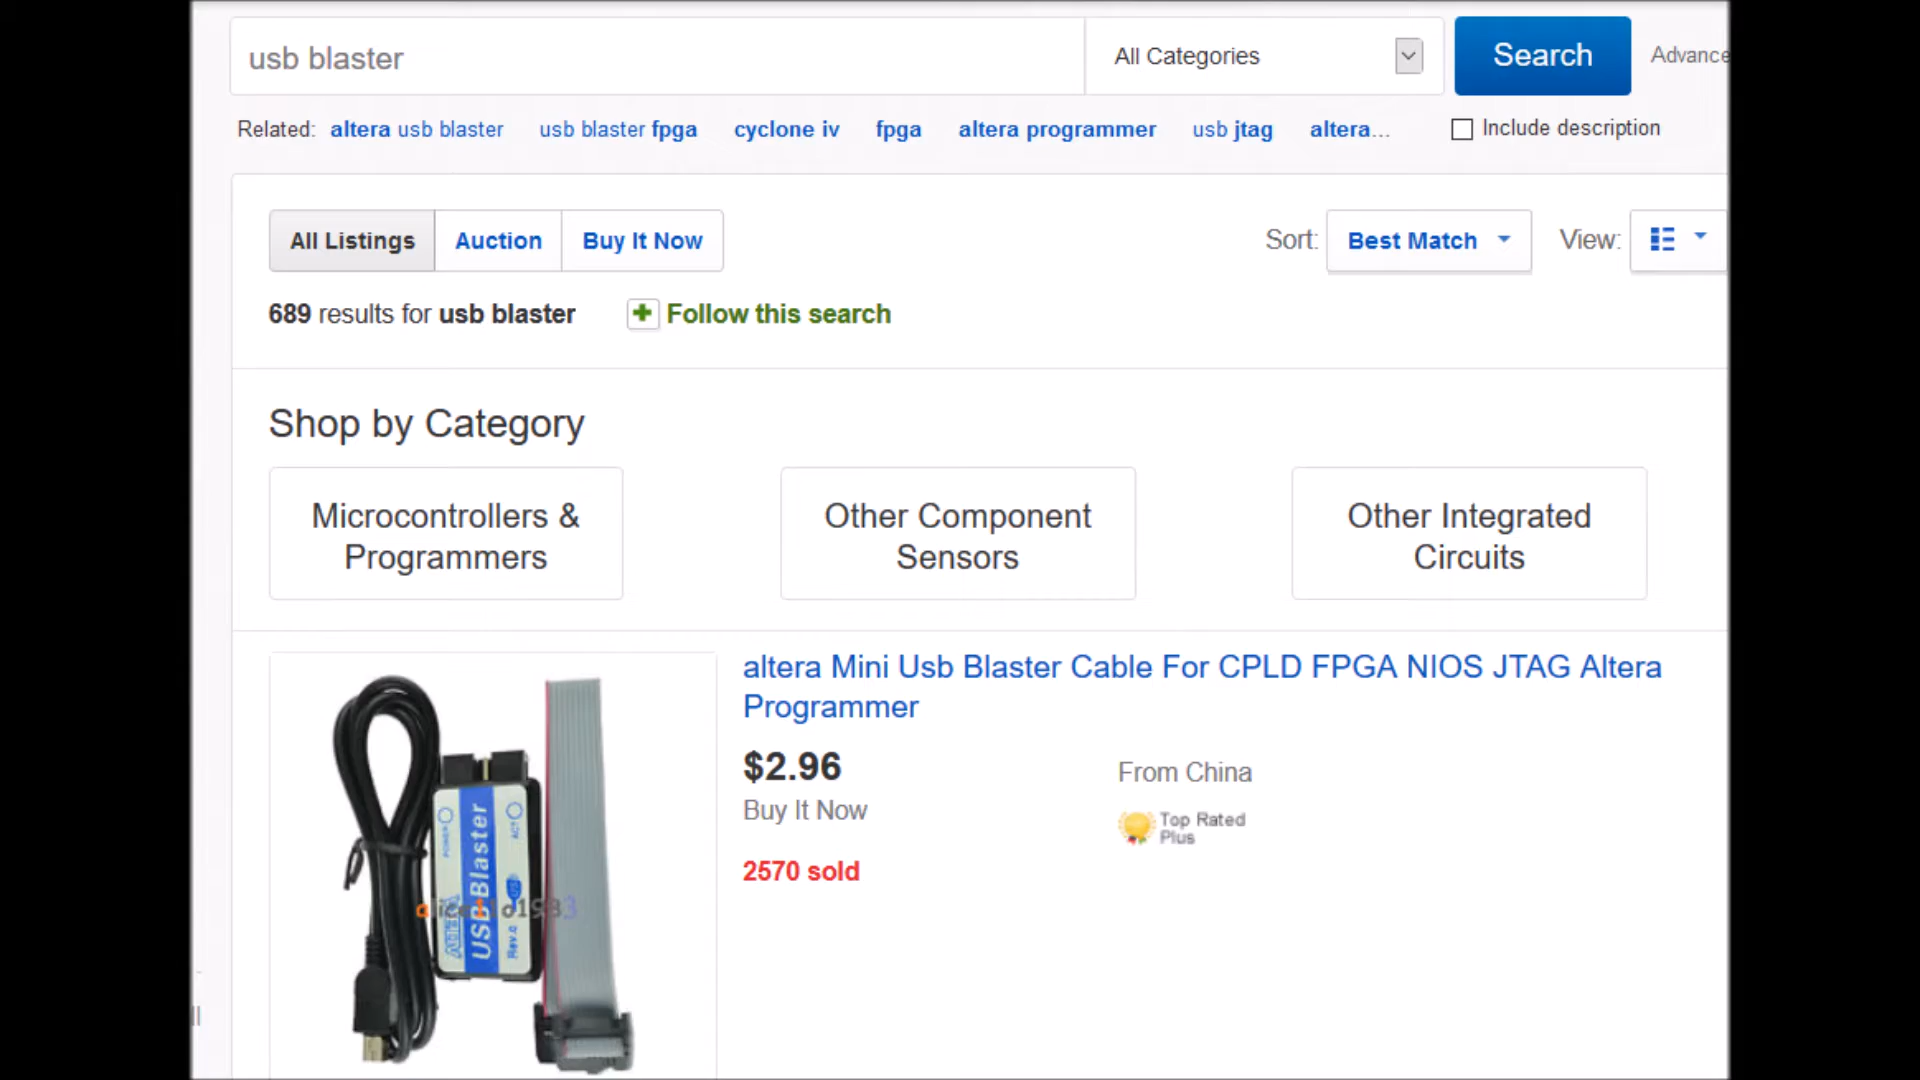 usb blaster
All Categories
Search
Advance
Related: altera usb blaster usb blaster fpga cyclone iv fpga altera programmer usb jtag altera...
Include description
All Listings Auction Buy It Now
Sort: Best Match
View:
689 results for usb blaster
Follow this search
Shop by Category
Microcontrollers &
Programmers
Other Component
Sensors
Other Integrated
Circuits
altera Mini Usb Blaster Cable For CPLD FPGA NIOS JTAG Altera
Programmer
$2.96
From China
Buy It Now
Top Rated
Plus
2570 sold
POWER
ACT
USB Blaster
ALTERA
Rev.c